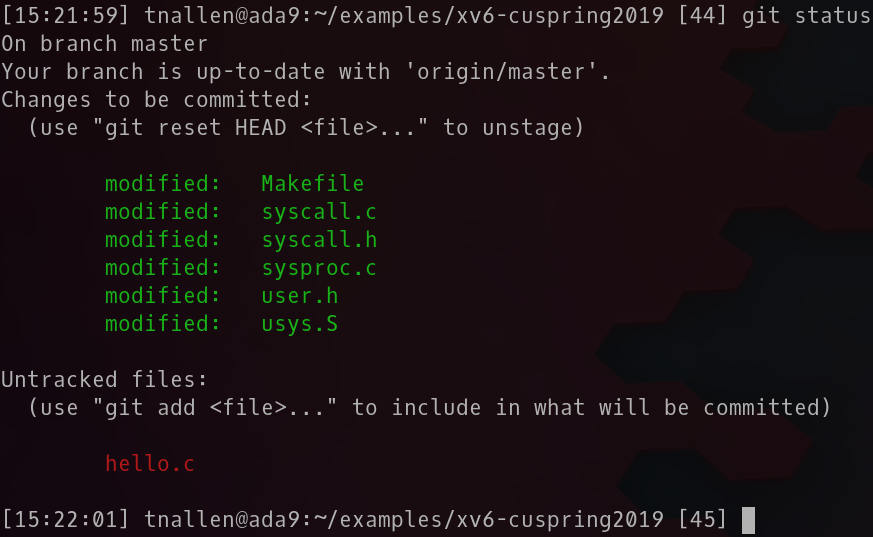 [15:21:59] tnallen@ada9:~/examples/xv6-cuspring2019 [44] git status
On branch master
Your branch is up-to-date with 'origin/master'.
Changes to be committed:
  (use "git reset HEAD <file>..." to unstage)

        modified:   Makefile
        modified:   syscall.c
        modified:   syscall.h
        modified:   sysproc.c
        modified:   user.h
        modified:   usys.S

Untracked files:
  (use "git add <file>..." to include in what will be committed)

        hello.c

[15:22:01] tnallen@ada9:~/examples/xv6-cuspring2019 [45]